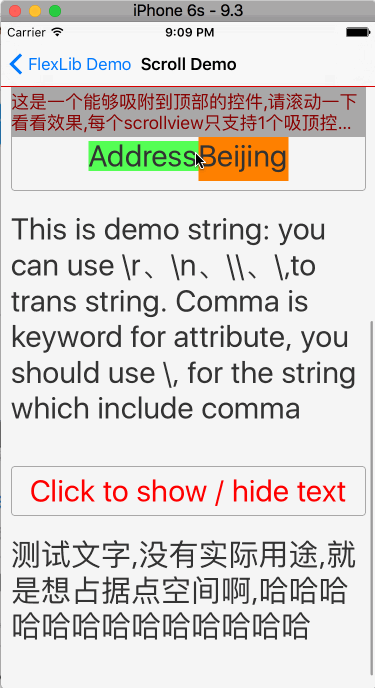 iPhone 6s - 9.3
Carrier 9:09 PM
FlexLib Demo Scroll Demo
这是一个能够吸附到顶部的控件,请滚动一下
看看效果,每个scrollview只支持1个吸顶控...
AddressBeijing
This is demo string: you
can use \r、\n、\\、\,to
trans string. Comma is
keyword for attribute, you
should use \, for the string
which include comma
Click to show / hide text
测试文字,没有实际用途,就
是想占据点空间啊,哈哈哈
哈哈哈哈哈哈哈哈哈哈